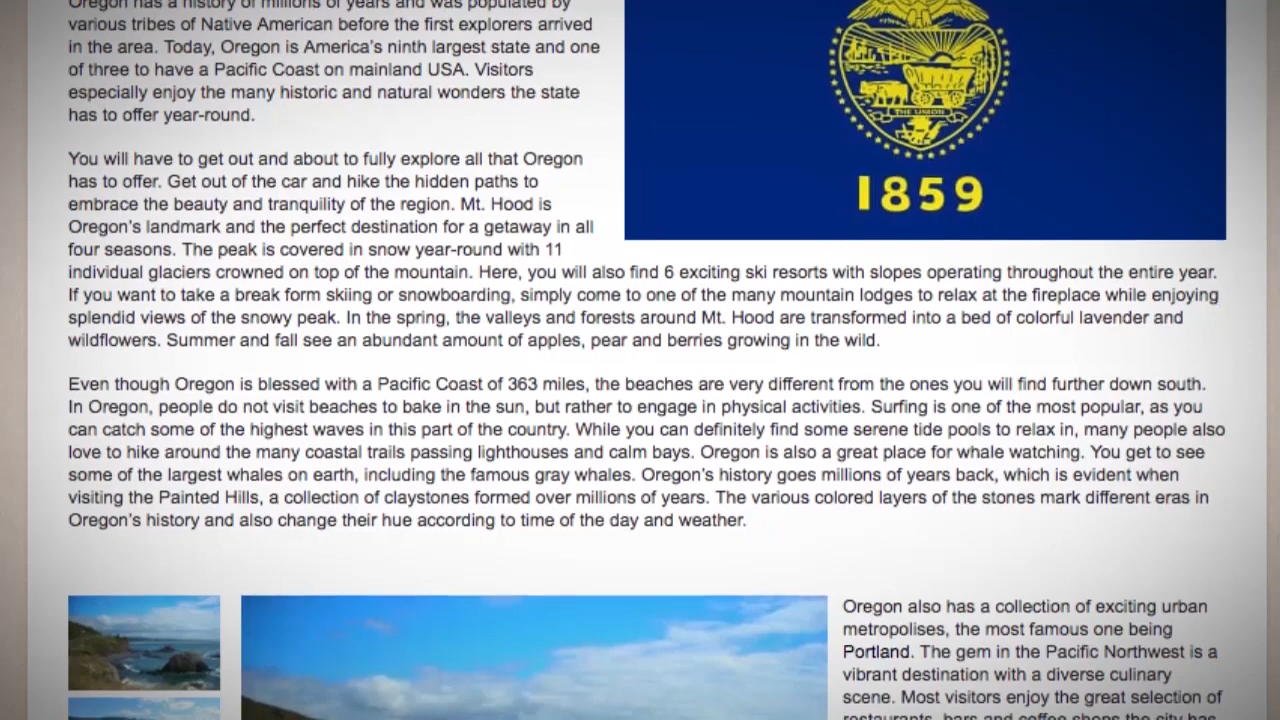 Oregon has a history of millions of years and was populated by
various tribes of Native American before the first explorers arrived
in the area. Today, Oregon is America's ninth largest state and one
of three to have a Pacific Coast on mainland USA. Visitors
especially enjoy the many historic and natural wonders the state
has to offer year-round.
THE UNION
1859
You will have to get out and about to fully explore all that Oregon
has to offer. Get out of the car and hike the hidden paths to
embrace the beauty and tranquility of the region. Mt. Hood is
Oregon's landmark and the perfect destination for a getaway in all
four seasons. The peak is covered in snow year-round with 11
individual glaciers crowned on top of the mountain. Here, you will also find 6 exciting ski resorts with slopes operating throughout the entire year.
If you want to take a break form skiing or snowboarding, simply come to one of the many mountain lodges to relax at the fireplace while enjoying
splendid views of the snowy peak. In the spring, the valleys and forests around Mt. Hood are transformed into a bed of colorful lavender and
wildflowers. Summer and fall see an abundant amount of apples, pear and berries growing in the wild.
Even though Oregon is blessed with a Pacific Coast of 363 miles, the beaches are very different from the ones you will find further down south.
In Oregon, people do not visit beaches to bake in the sun, but rather to engage in physical activities. Surfing is one of the most popular, as you
can catch some of the highest waves in this part of the country. While you can definitely find some serene tide pools to relax in, many people also
love to hike around the many coastal trails passing lighthouses and calm bays. Oregon is also a great place for whale watching. You get to see
some of the largest whales on earth, including the famous gray whales. Oregon's history goes millions of years back, which is evident when
visiting the Painted Hills, a collection of claystones formed over millions of years. The various colored layers of the stones mark different eras in
Oregon's history and also change their hue according to time of the day and weather.
Oregon also has a collection of exciting urban
metropolises, the most famous one being
Portland. The gem in the Pacific Northwest is a
vibrant destination with a diverse culinary
scene. Most visitors enjoy the great selection of
restaurants, bars and coffee shops the city has